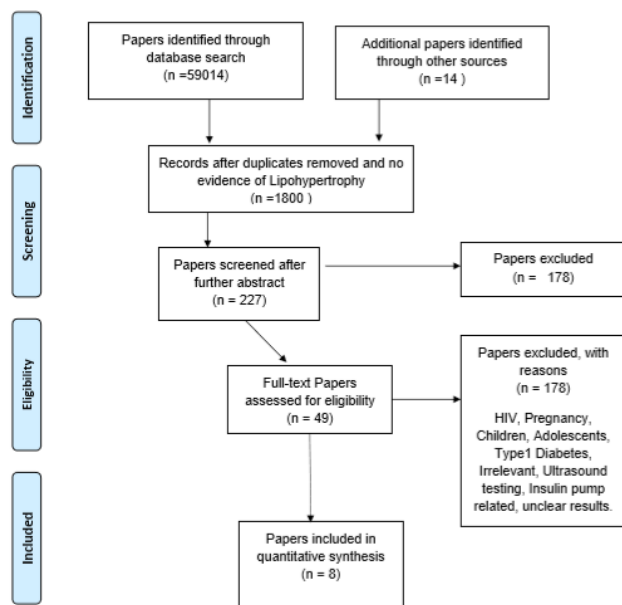 Identification
Papers identified through
database search
(n =59014)
Additional papers identified
through other sources
(n =14 )
Records after duplicates removed and no
evidence of Lipohypertrophy
(n =1800 )
Screening
Papers screened after
further abstract
(n = 227)
Papers excluded
(n = 178)
Eligibility
Full-text Papers
assessed for eligibility
(n = 49)
Papers excluded, with
reasons
(n = 178)
HIV, Pregnancy,
Children, Adolescents,
Type1 Diabetes,
Irrelevant, Ultrasound
testing, Insulin pump
related, unclear results.
Included
Papers included in
quantitative synthesis
(n = 8)